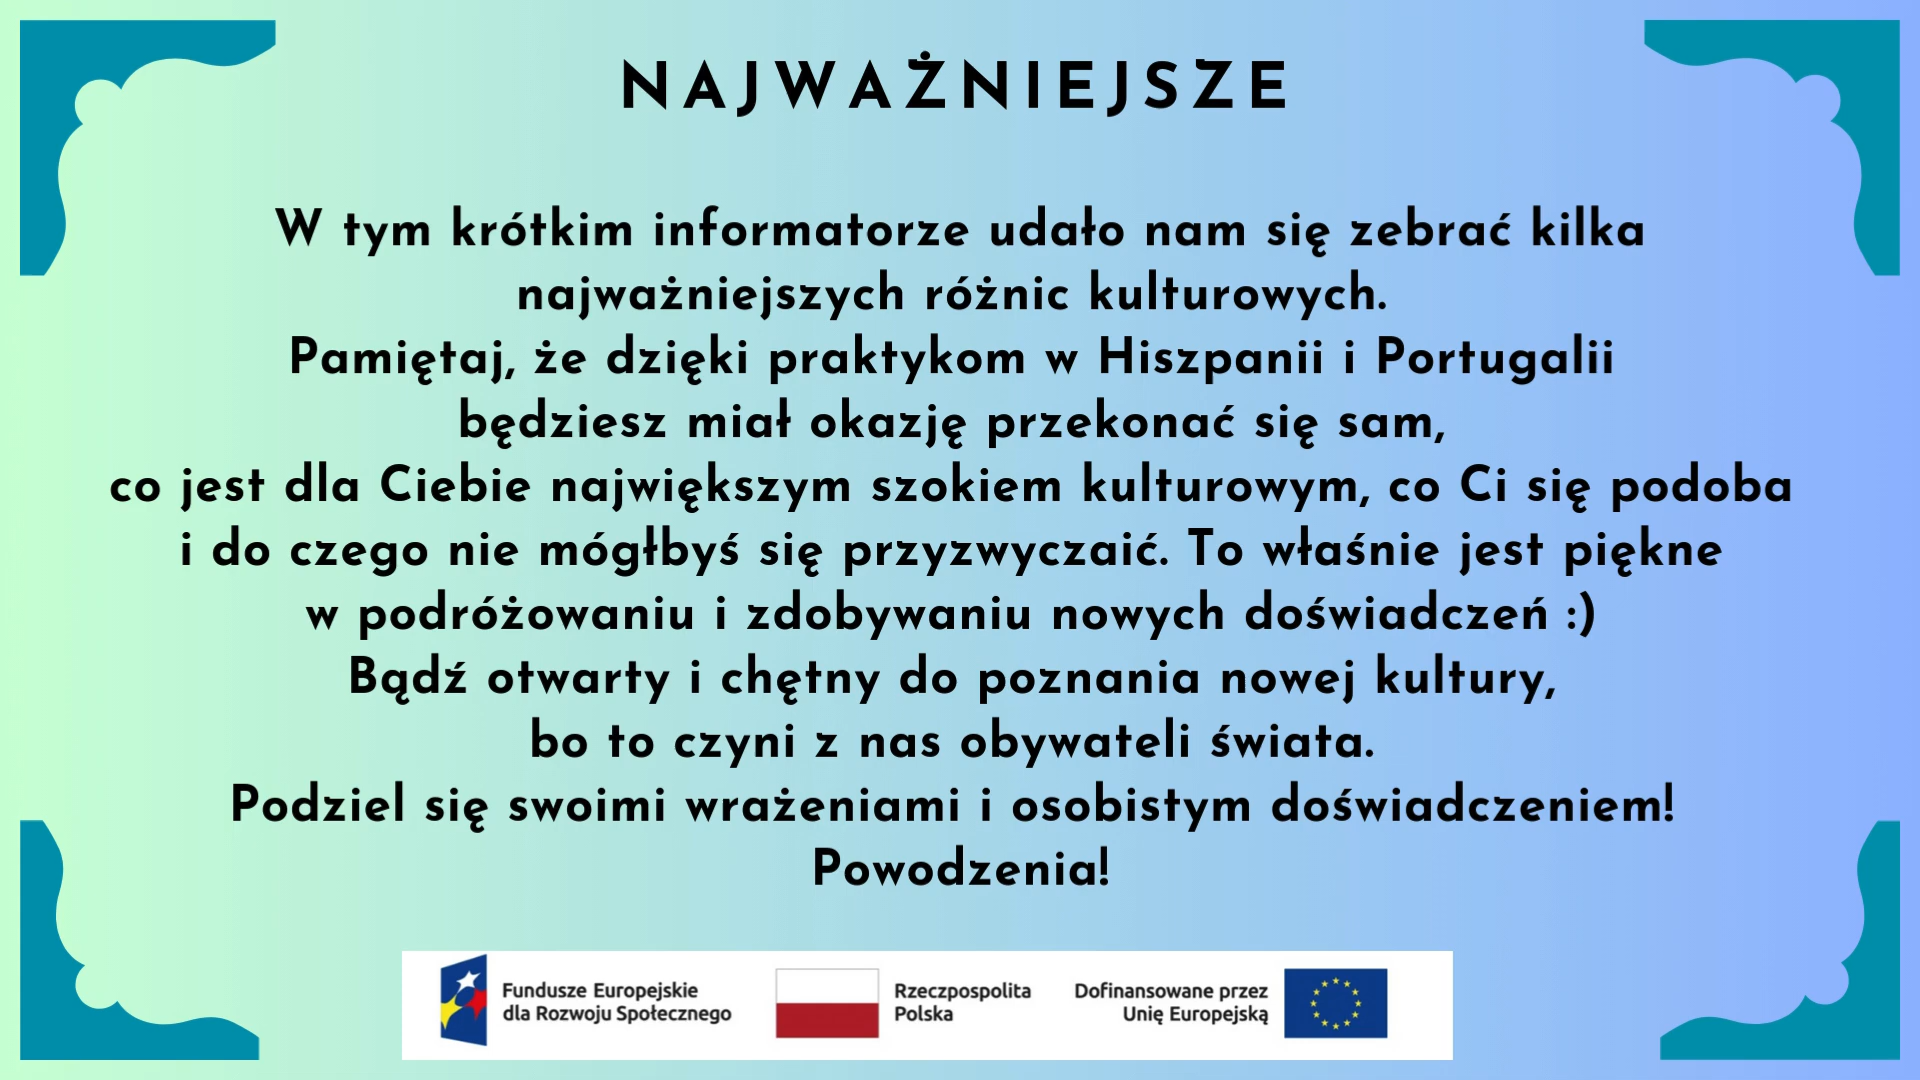 NAJWAŻNIEJSZE
W tym krótkim informatorze udało nam się zebrać kilka
najważniejszych różnic kulturowych.
Pamiętaj, że dzięki praktykom w Hiszpanii i Portugalii
będziesz miał okazję przekonać się sam,
co jest dla Ciebie największym szokiem kulturowym, co Ci się podoba
i do czego nie mógłbyś się przyzwyczaić. To właśnie jest piękne
w podróżowaniu i zdobywaniu nowych doświadczeń :)
Bądź otwarty i chętny do poznania nowej kultury,
bo to czyni z nas obywateli świata.
Podziel się swoimi wrażeniami i osobistym doświadczeniem!
Powodzenia!
Fundusze Europejskie
dla Rozwoju Społecznego
Rzeczpospolita
Polska
Dofinansowane przez
Unię Europejską